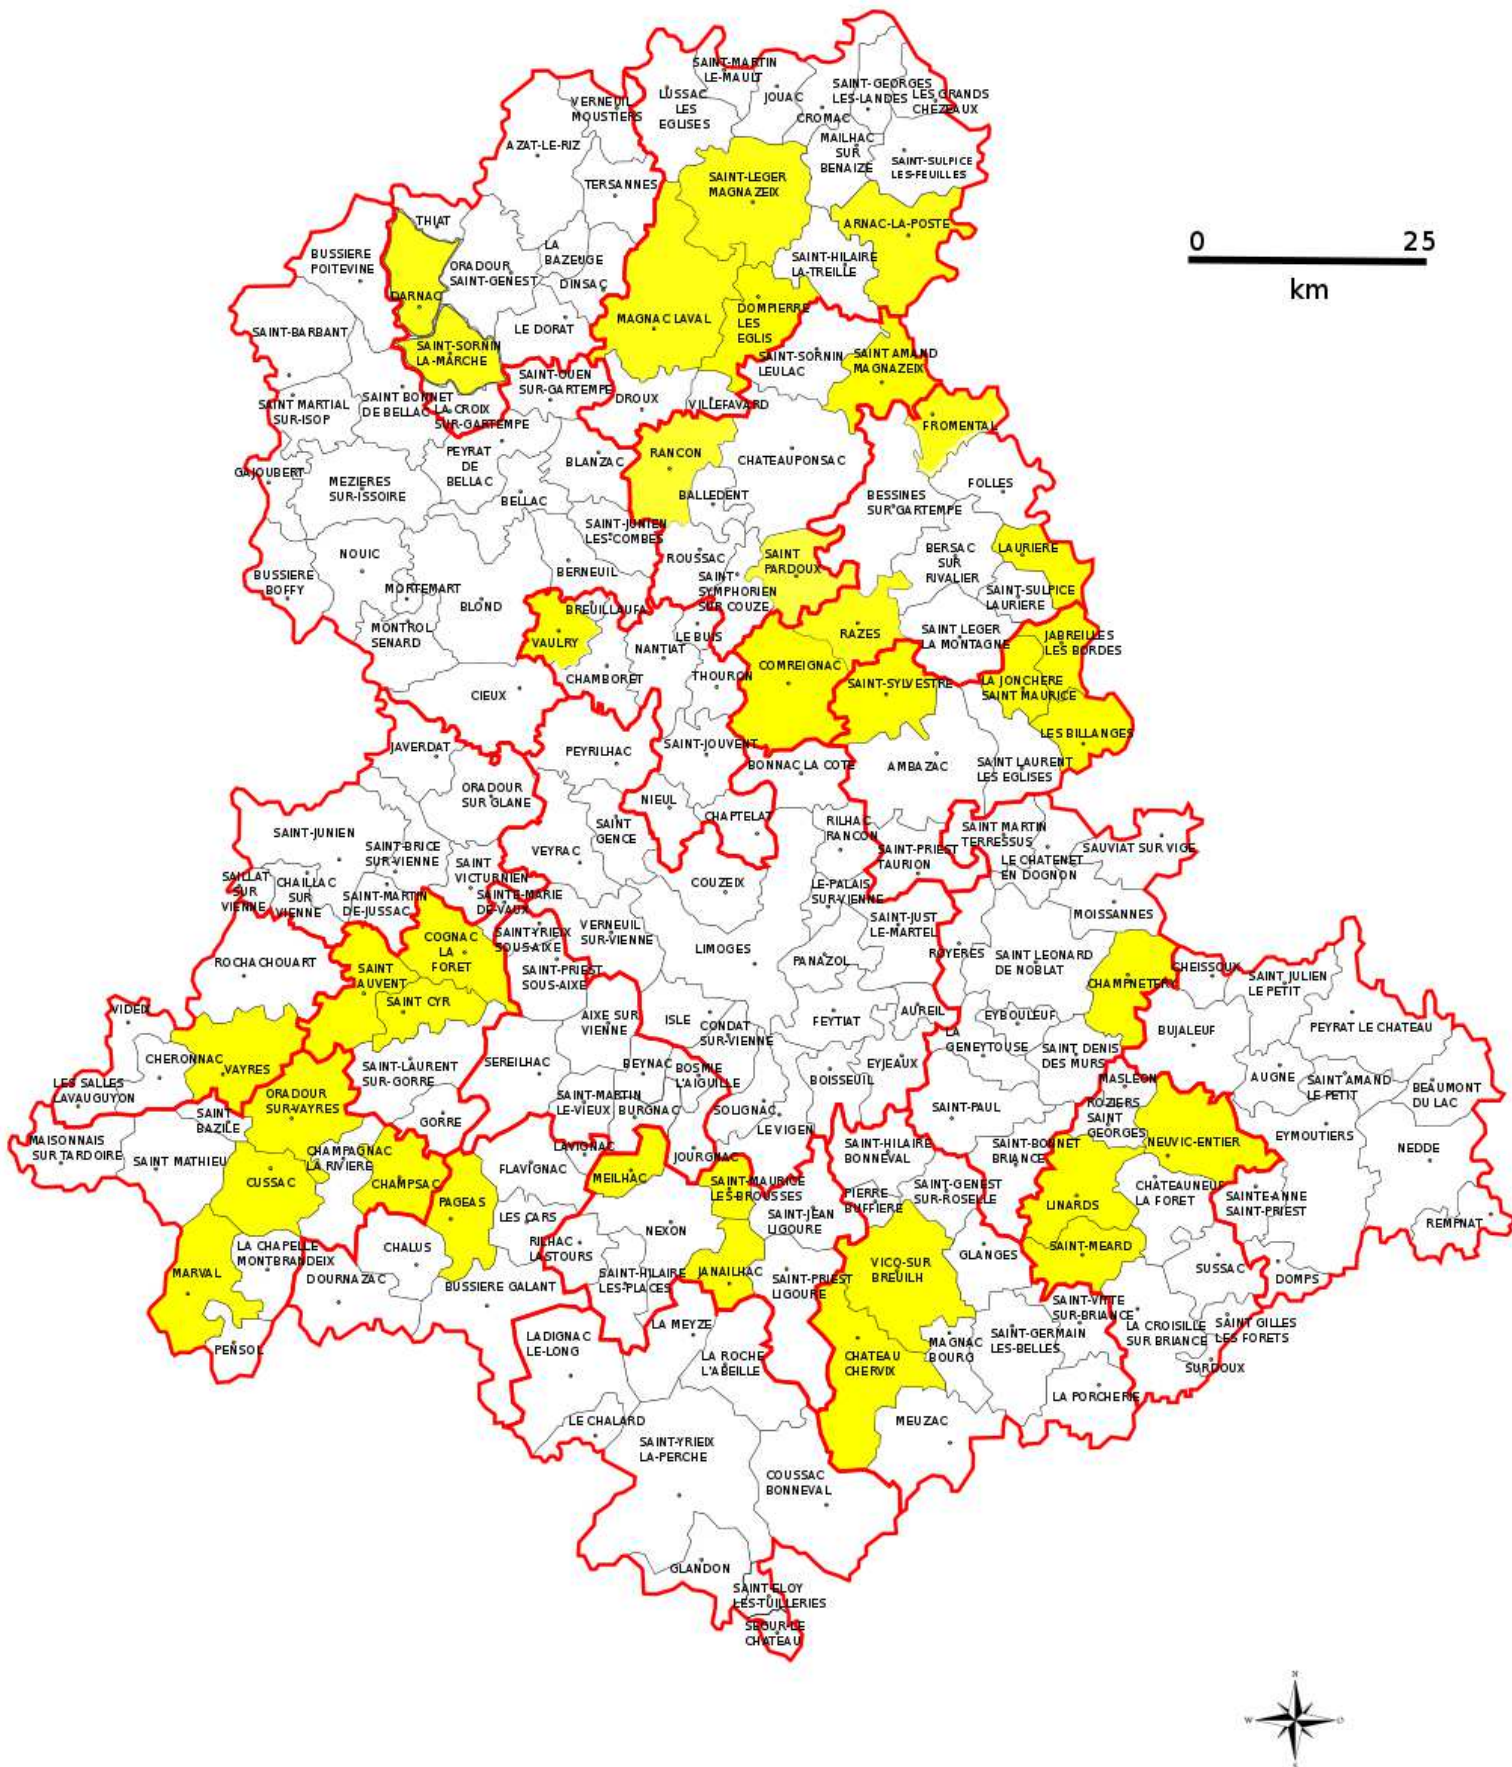 SAINT-MARTIN
LE-MAULT
LUSSAC
LES
EGLISES
JOUAC
SAINT-GEORGES
LES-LANDES
LES GRANDS
CHEZEAUX
CROMAC
VERNEUIL
MOUSTIERS
AZAT-LE-RIZ
TERSANNES
MAILHAC
SUR
BENAIZE
SAINT-SULPICE
LES-FEUILLES
SAINT-LEGER
MAGNAZEIX
ARNAC-LA-POSTE
0 25
km
THIAT
BUSSIERE
POITEVINE
ORADOUR
SAINT-GENEST
LA
BAZEUGE
DINSAC
SAINT-HILAIRE
LA-TREILLE
DARNAC
LE DORAT
MAGNAC LAVAL
DOMPIERRE
LES
EGLIS
SAINT-BARBANT
SAINT-SORNIN
LA-MARCHE
SAINT-SORNIN
LEULAC
SAINT AMAND
MAGNAZEIX
SAINT-OUEN
SUR-GARTEMPE
DROUX
VILLEFAVARD
SAINT MARTIAL
SUR-ISOP
SAINT BONNET
DE BELLAC
LA CROIX
SUR-GARTEMPE
FROMENTAL
PEYRAT
DE
BELLAC
BLANZAC
RANCON
CHATEAUPONSAC
GAJOUBERT
MEZIERES
SUR-ISSOIRE
BELLAC
BALLEDENT
BESSINES
SUR GARTEMPE
FOLLES
SAINT-JUNIEN
LES-COMBES
NOUIC
BERNEUIL
ROUSSAC
SAINT
PARDOUX
BERSAC
SUR
RIVALIER
LAURIERE
BUSSIERE
BOFFY
MORTEMART
BLOND
SAINT
SYMPHORIEN
SUR COUZE
SAINT-SULPICE
LAURIERE
MONTROL
SENARD
BREUILLAUFA
VAULRY
LE BUIS
NANTIAT
RAZES
SAINT LEGER
LA MONTAGNE
JABREILLES
LES BORDES
CIEUX
CHAMBORET
THOURON
COMREIGNAC
SAINT-SYLVESTRE
LA JONCHERE
SAINT MAURICE
LES BILLANGES
JAVERDAT
PEYRILHAC
SAINT-JOUVENT
BONNAC LA COTE
AMBAZAC
SAINT LAURENT
LES EGLISES
ORADOUR
SUR GLANE
NIEUL
CHAPTELAT
SAINT-JUNIEN
SAINT
GENCE
RILHAC
RANCON
SAINT MARTIN
TERRESSUS
SAUVIAT SUR VIGE
SAINT-BRICE
SUR-VIENNE
SAINT
VICTURNIEN
VEYRAC
COUZEIX
SAINT-PRIEST
TAURION
LE CHATENET
EN DOGNON
SAILLAT
SUR
VIENNE
CHAILLAC
SUR
VIENNE
SAINT-MARTIN
DE-JUSSAC
SAINTE-MARIE
DE-VAUX
LE-PALAIS
SUR-VIENNE
MOISSANNES
COGNAC
LA
FORET
SAINT-YRIEIX
SOUS-AIXE
VERNEUIL
SUR-VIENNE
LIMOGES
SAINT-JUST
LE-MARTEL
ROYERES
SAINT LEONARD
DE NOBLAT
ROCHACHOUART
SAINT
AUVENT
SAINT-PRIEST
SOUS-AIXE
PANAZOL
CHAMPNETERY
CHEISSOUX
SAINT JULIEN
LE PETIT
VIDEIX
SAINT CYR
AIXE SUR
VIENNE
ISLE
CONDAT
SUR-VIENNE
FEYTIAT
AUREIL
EYBOULEUF
BUJALEUF
PEYRAT LE CHATEAU
CHERONNAC
VAYRES
SAINT-LAURENT
SUR-GORRE
SEREILHAC
BEYNAC
BOSMIE
L'AIGUILLE
BOISSEUIL
EYJEAUX
LA
GENEYTOUSE
SAINT DENIS
DES MURS
LES SALLES
LAVAUGUYON
ORADOUR
SUR-VAYRES
MASLEON
AUGNE
SAINT AMAND
LE PETIT
BEAUMONT
DU LAC
SAINT
BAZILE
GORRE
SAINT-MARTIN
LE-VIEUX
BURGNAC
SOLIGNAC
LE VIGEN
SAINT-PAUL
ROZIERS
SAINT
GEORGES
NEUVIC-ENTIER
EYMOUTIERS
NEDDE
MAISONNAIS
SUR TARDOIRE
SAINT MATHIEU
CHAMPAGNAC
LA RIVIERE
LAVIGNAC
FLAVIGNAC
JOURGNAC
SAINT-HILAIRE
BONNEVAL
SAINT-BONNET
BRIANCE
CUSSAC
CHAMPSAC
PAGEAS
MEILHAC
SAINT-MAURICE
LES-BROUSSES
PIERRE
BUFFIERE
SAINT-GENEST
SUR-ROSELLE
LINARDS
CHATEAUNEUF
LA FORET
SAINTE-ANNE
SAINT-PRIEST
REMPNAT
LES CARS
NEXON
SAINT-JEAN
LIGOURE
MARVAL
LA CHAPELLE
MONTBRANDEIX
CHALUS
RILHAC
LASTOURS
GLANGES
SAINT-MEARD
DOURNAZAC
BUSSIERE GALANT
SAINT-HILAIRE
LES-PLACES
JANAILHAC
SAINT-PRIEST
LIGOURE
VICQ-SUR
BREUILH
SUSSAC
DOMPS
PENSOL
LADIGNAC
LE-LONG
LA MEYZE
SAINT-VITTE
SUR-BRIANCE
LA CROISILLE
SUR BRIANCE
SAINT GILLES
LES FORETS
LA ROCHE
L'ABEILLE
CHATEAU
CHERVIX
MAGNAC
BOURG
SAINT-GERMAIN
LES-BELLES
SURDOUX
LA PORCHERIE
LE CHALARD
SAINT-YRIEIX
LA-PERCHE
MEUZAC
COUSSAC
BONNEVAL
GLANDON
SAINT-ELOY
LES-TUILLERIES
SEGUR-LE
CHATEAU
N
W O
S